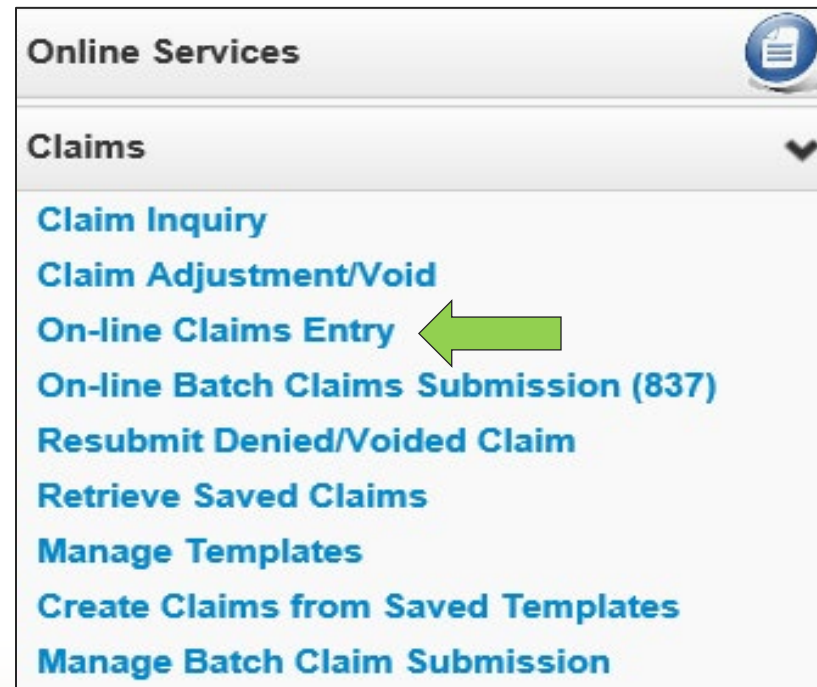 Online Services
Claims
Claim Inquiry
Claim Adjustment/Void
On-line Claims Entry
On-line Batch Claims Submission (837)
Resubmit Denied/Voided Claim
Retrieve Saved Claims
Manage Templates
Create Claims from Saved Templates
Manage Batch Claim Submission